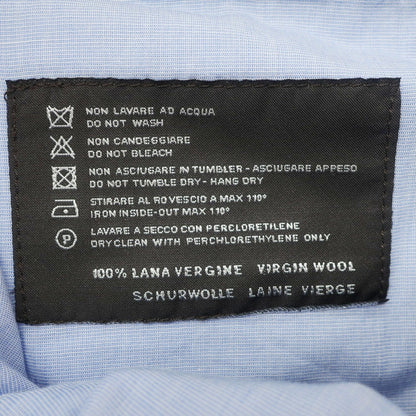 NON LAVARE AD ACQUA
DO NOT WASH
NON CANDEGGIARE
DO NOT BLEACH
NON ASCIUGARE IN TUMBLER - ASCIUGARE APPESO
DO NOT TUMBLE DRY - HANG DRY
STIRARE AL ROVESCIO A MAX 110°
IRON INSIDE-OUT MAX 110°
P LAVARE A SECCO CON PERCLORETILENE
DRY CLEAN WITH PERCHLORETHYLENE ONLY
100% LANA VERGINE VIRGIN WOOL
SCHURWOLLE LAINE VIERGE